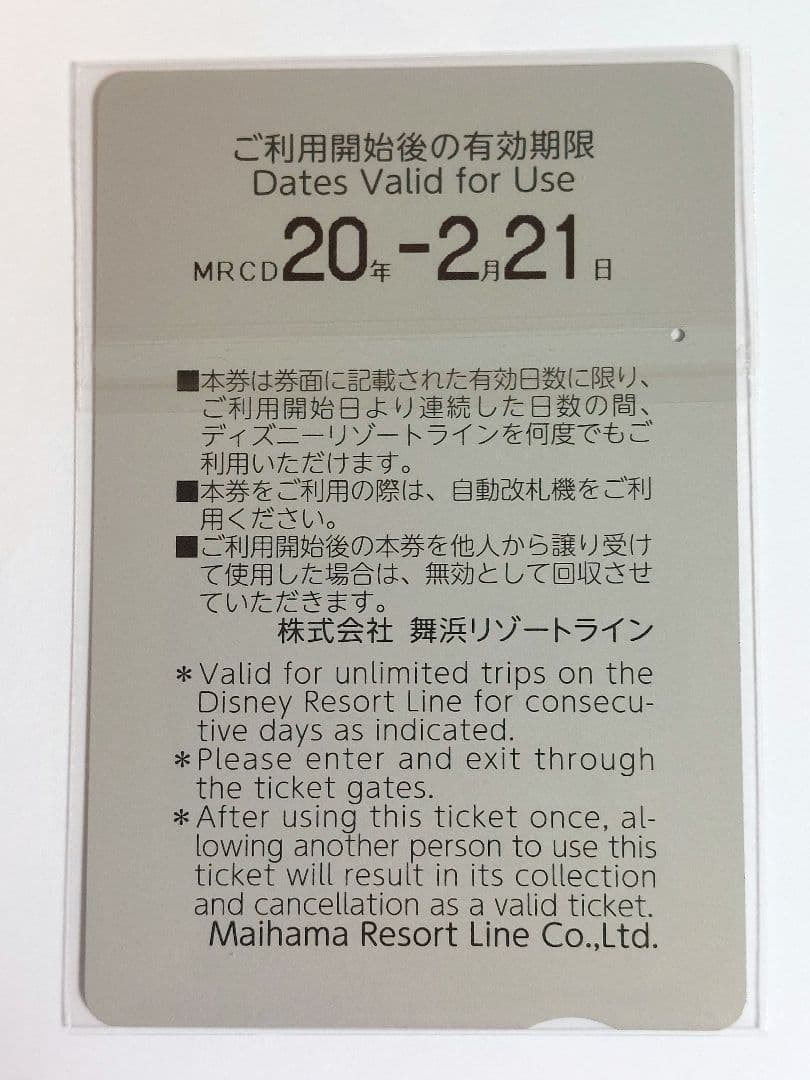 ご利用開始後の有効期限
Dates Valid for Use
MRCD20年-2月21日
■本券は券面に記載された有効日数に限り、
ご利用開始日より連続した日数の間、
ディズニーリゾートラインを何度でもご
利用いただけます。
■本券をご利用の際は、自動改札機をご利
用ください。
■ご利用開始後の本券を他人から譲り受け
て使用した場合は、無効として回収させ
ていただきます。
株式会社 舞浜リゾートライン
*Valid for unlimited trips on the
Disney Resort Line for consecu-
tive days as indicated.
*Please enter and exit through
the ticket gates.
*After using this ticket once, al-
lowing another person to use this
ticket will result in its collection
and cancellation as a valid ticket.
Maihama Resort Line Co.,Ltd.